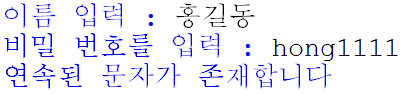 이름 입력 : 홍길동
비밀 번호를 입력 : hong1111
연속된 문자가 존재합니다